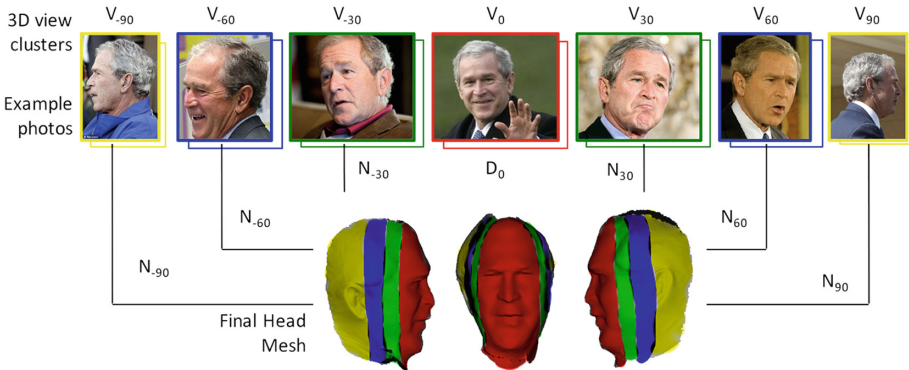 3D view clusters
V-90 V-60 V-30 V0 V30 V60 V90
Example photos
N-30 D0 N30
N-60 N60
N-90 N90
Final Head Mesh